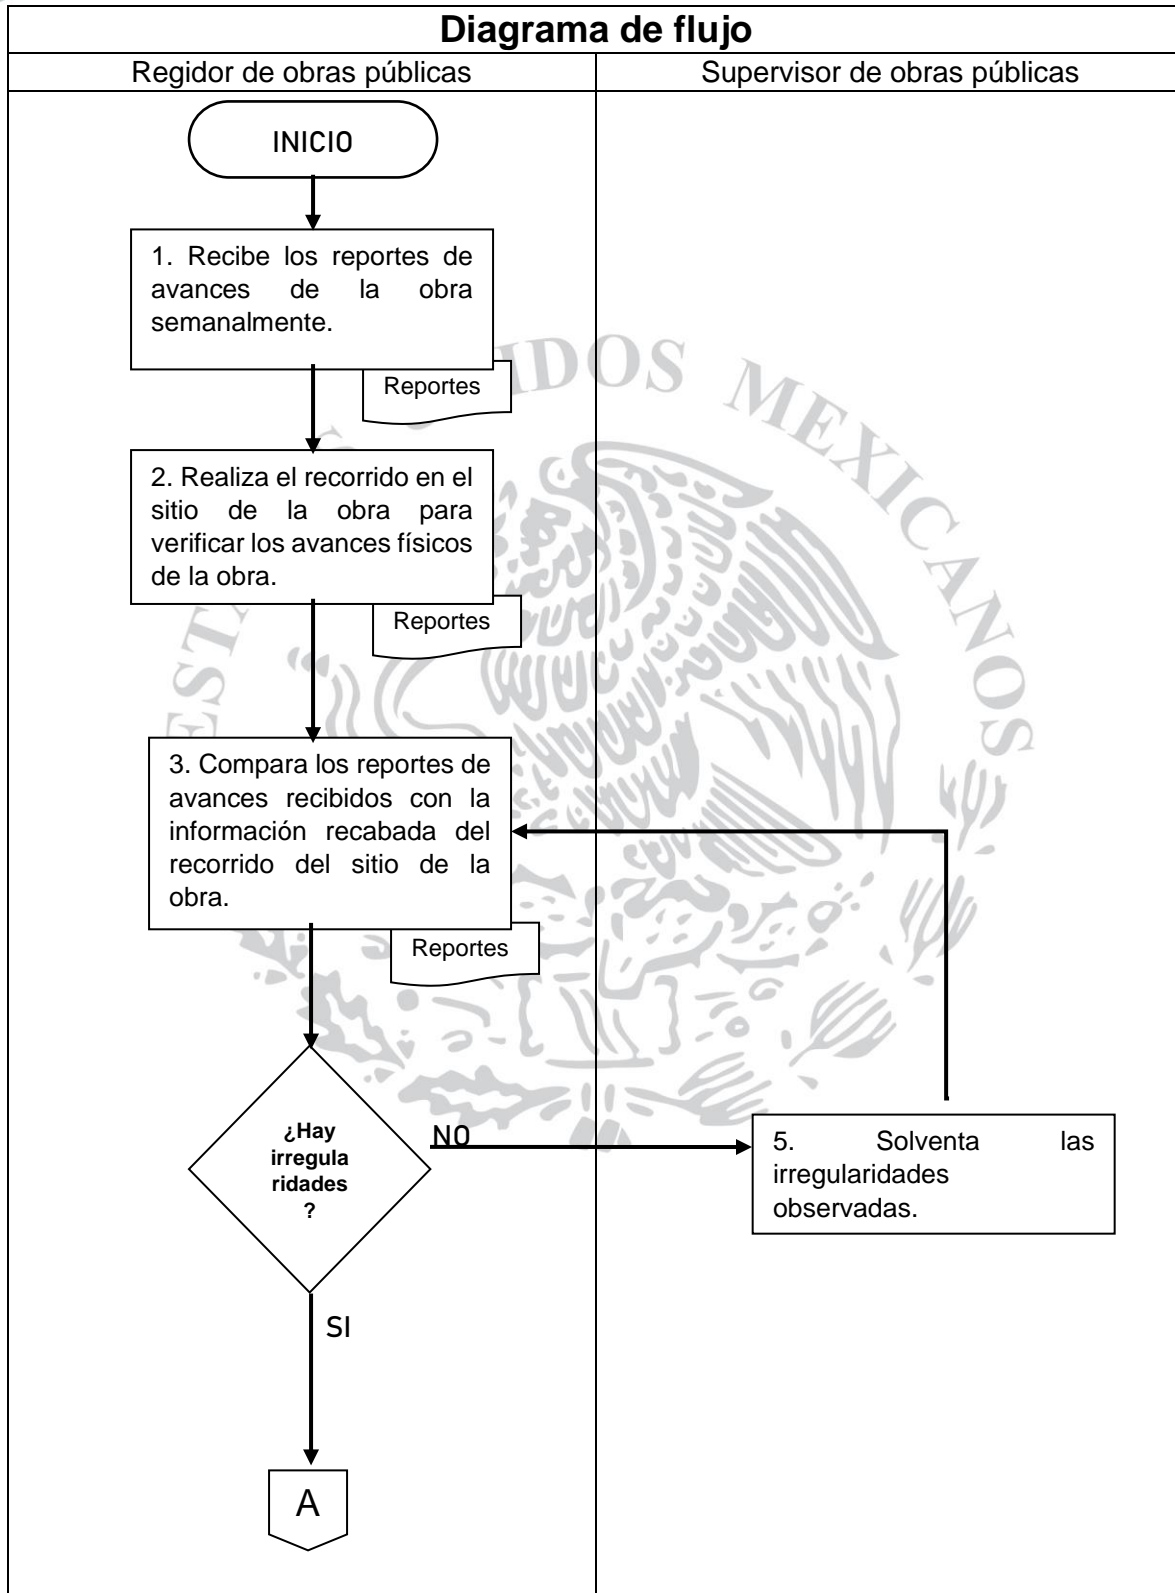 Diagrama de flujo
Regidor de obras públicas
Supervisor de obras públicas
INICIO
1. Recibe los reportes de
avances de la obra
semanalmente.
Reportes
2. Realiza el recorrido en el
sitio de la obra para
verificar los avances físicos
de la obra.
Reportes
3. Compara los reportes de
avances recibidos con la
información recabada del
recorrido del sitio de la
obra.
Reportes
¿Hay
irregula
ridades
?
NO
5. Solventa las
irregularidades
observadas.
SI
A
MEXICANOS